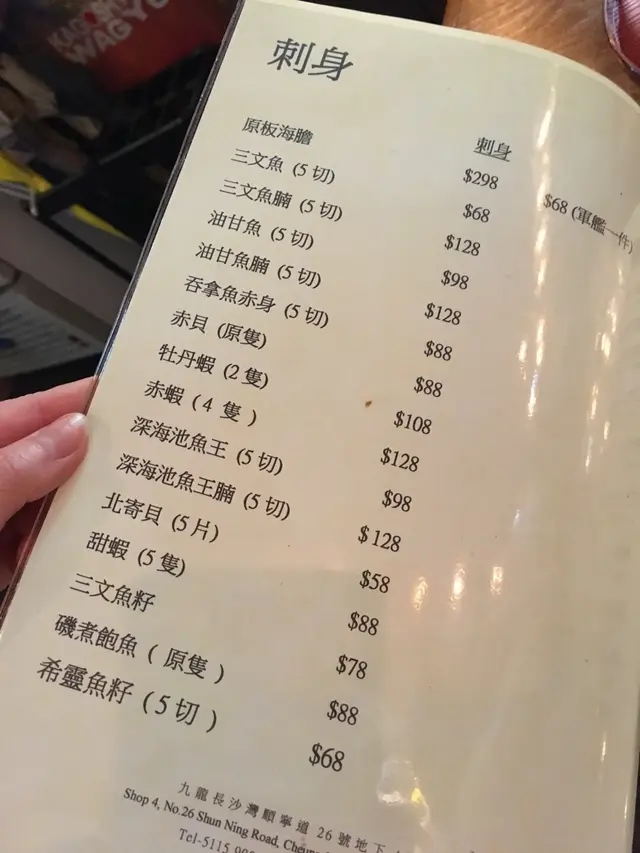 刺身
刺身
原板海膽 $298 $68 (軍艦一件)
三文魚 (5 切) $68
三文魚腩 (5 切) $128
油甘魚 (5 切) $98
油甘魚腩 (5 切) $128
吞拿魚赤身 (5 切) $88
赤貝 (原隻) $88
牡丹蝦 (2 隻) $108
赤蝦 ( 4 隻 ) $128
深海池魚王 (5 切) $98
深海池魚王腩 (5 切) $128
北寄貝 (5 片) $58
甜蝦 (5 隻) $88
三文魚籽 $78
磯煮飽魚 ( 原隻 ) $88
希靈魚籽 ( 5 切 ) $68
九龍長沙灣順寧道 26 號地下
Shop 4, No.26 Shun Ning Road,
Tel-5115